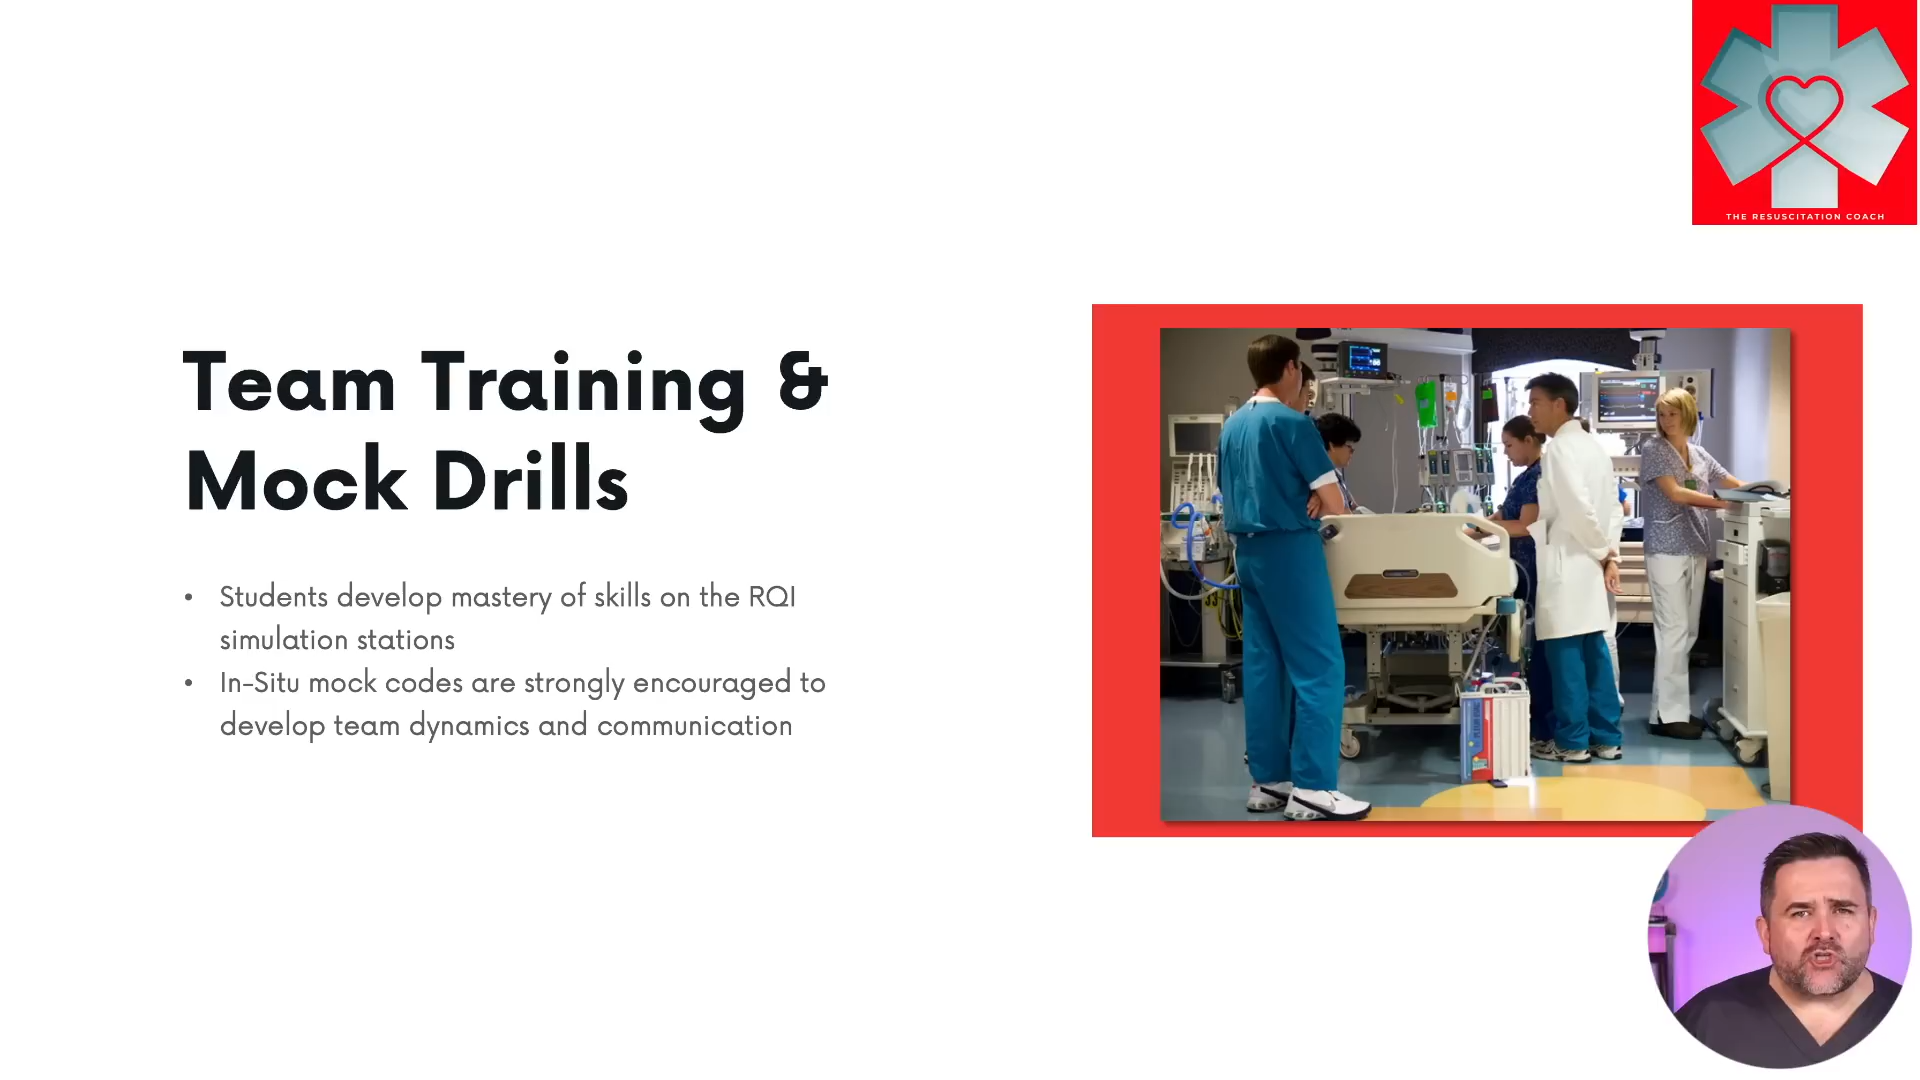 THE RESUSCITATION COACH
Team Training &
Mock Drills
• Students develop mastery of skills on the RQI
simulation stations
• In-Situ mock codes are strongly encouraged to
develop team dynamics and communication